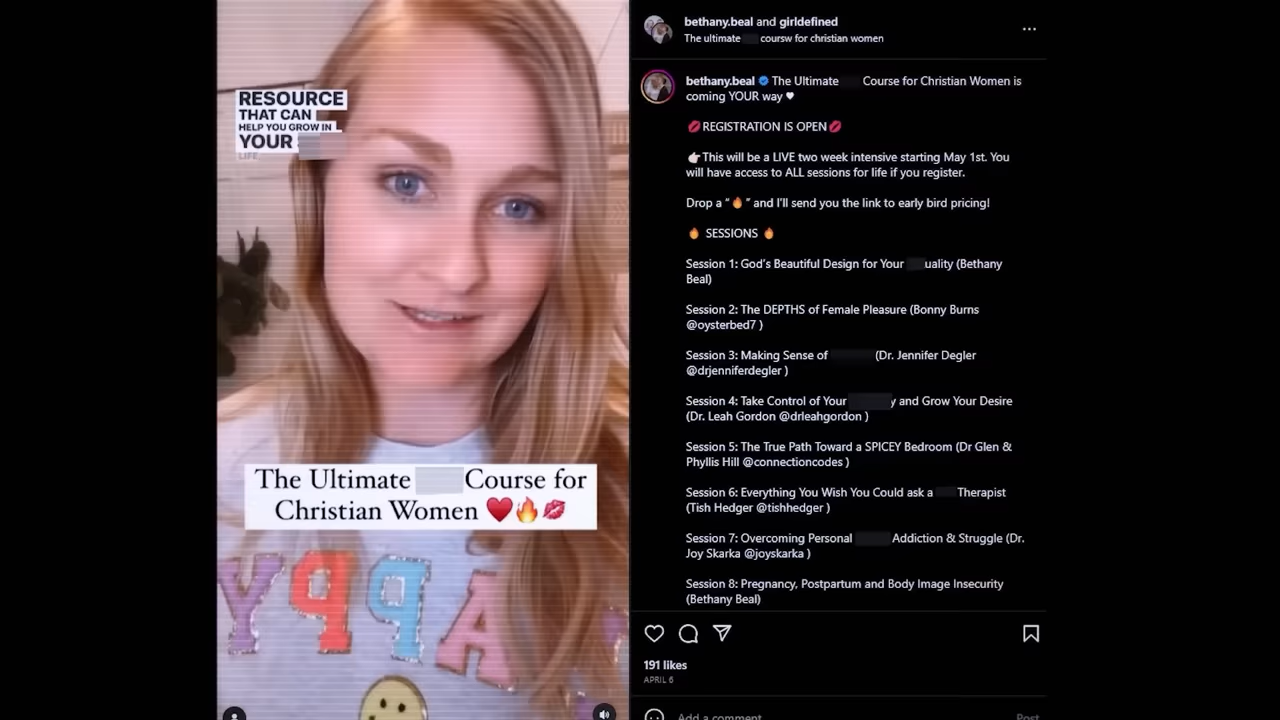 RESOURCE
THAT CAN
HELP YOU GROW IN
YOUR
LIFE
The Ultimate Course for
Christian Women ❤️🔥💋
YPPA
bethany.beal and girldefined
The ultimate coursw for christian women
bethany.beal The Ultimate Course for Christian Women is
coming YOUR way 🤍
💋REGISTRATION IS OPEN💋
👉🏻This will be a LIVE two week intensive starting May 1st. You
will have access to ALL sessions for life if you register.
Drop a “🔥” and I'll send you the link to early bird pricing!
🔥 SESSIONS 🔥
Session 1: God's Beautiful Design for Your uality (Bethany
Beal)
Session 2: The DEPTHS of Female Pleasure (Bonny Burns
@oysterbed7 )
Session 3: Making Sense of (Dr. Jennifer Degler
@drjenniferdegler )
Session 4: Take Control of Your y and Grow Your Desire
(Dr. Leah Gordon @drleahgordon )
Session 5: The True Path Toward a SPICEY Bedroom (Dr Glen &
Phyllis Hill @connectioncodes )
Session 6: Everything You Wish You Could ask a Therapist
(Tish Hedger @tishhedger )
Session 7: Overcoming Personal Addiction & Struggle (Dr.
Joy Skarka @joyskarka )
Session 8: Pregnancy, Postpartum and Body Image Insecurity
(Bethany Beal)
191 likes
APRIL 6
Add a comment...
Post